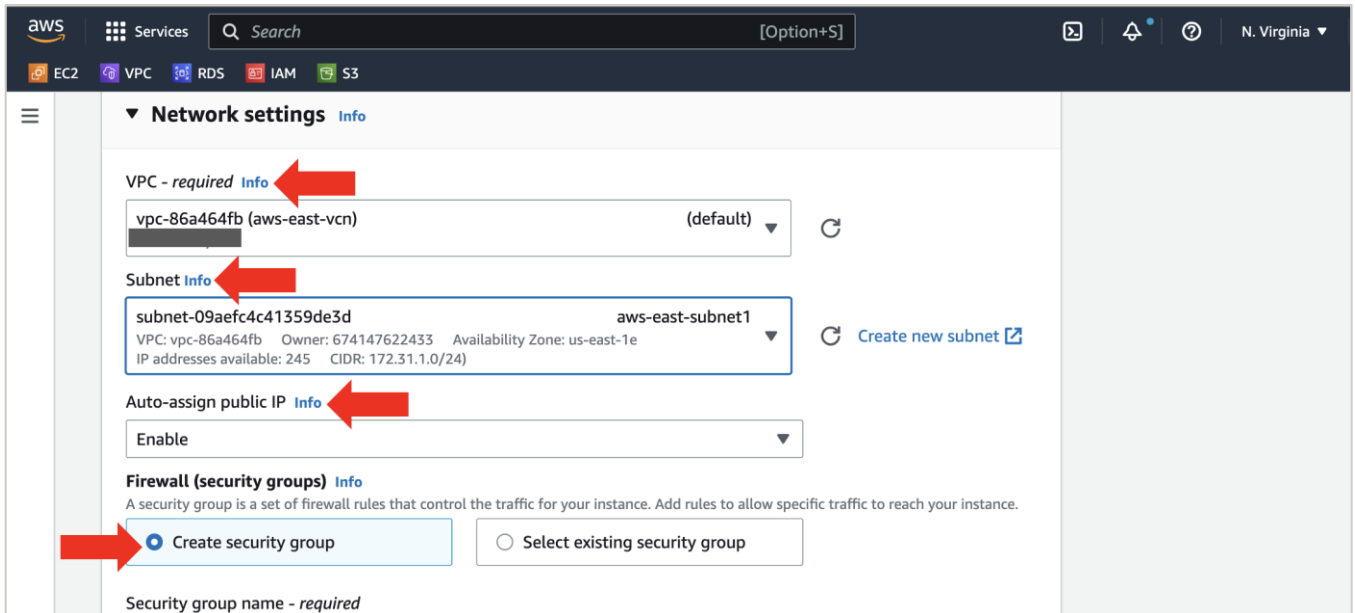 aws
Services
Search [Option+S]
N. Virginia
EC2 VPC RDS IAM S3
Network settings Info
VPC - required Info
vpc-86a464fb (aws-east-vcn) (default)
Subnet Info
subnet-09aefc4c41359de3d aws-east-subnet1
VPC: vpc-86a464fb Owner: 674147622433 Availability Zone: us-east-1e
IP addresses available: 245 CIDR: 172.31.1.0/24)
Create new subnet
Auto-assign public IP Info
Enable
Firewall (security groups) Info
A security group is a set of firewall rules that control the traffic for your instance. Add rules to allow specific traffic to reach your instance.
Create security group
Select existing security group
Security group name - required